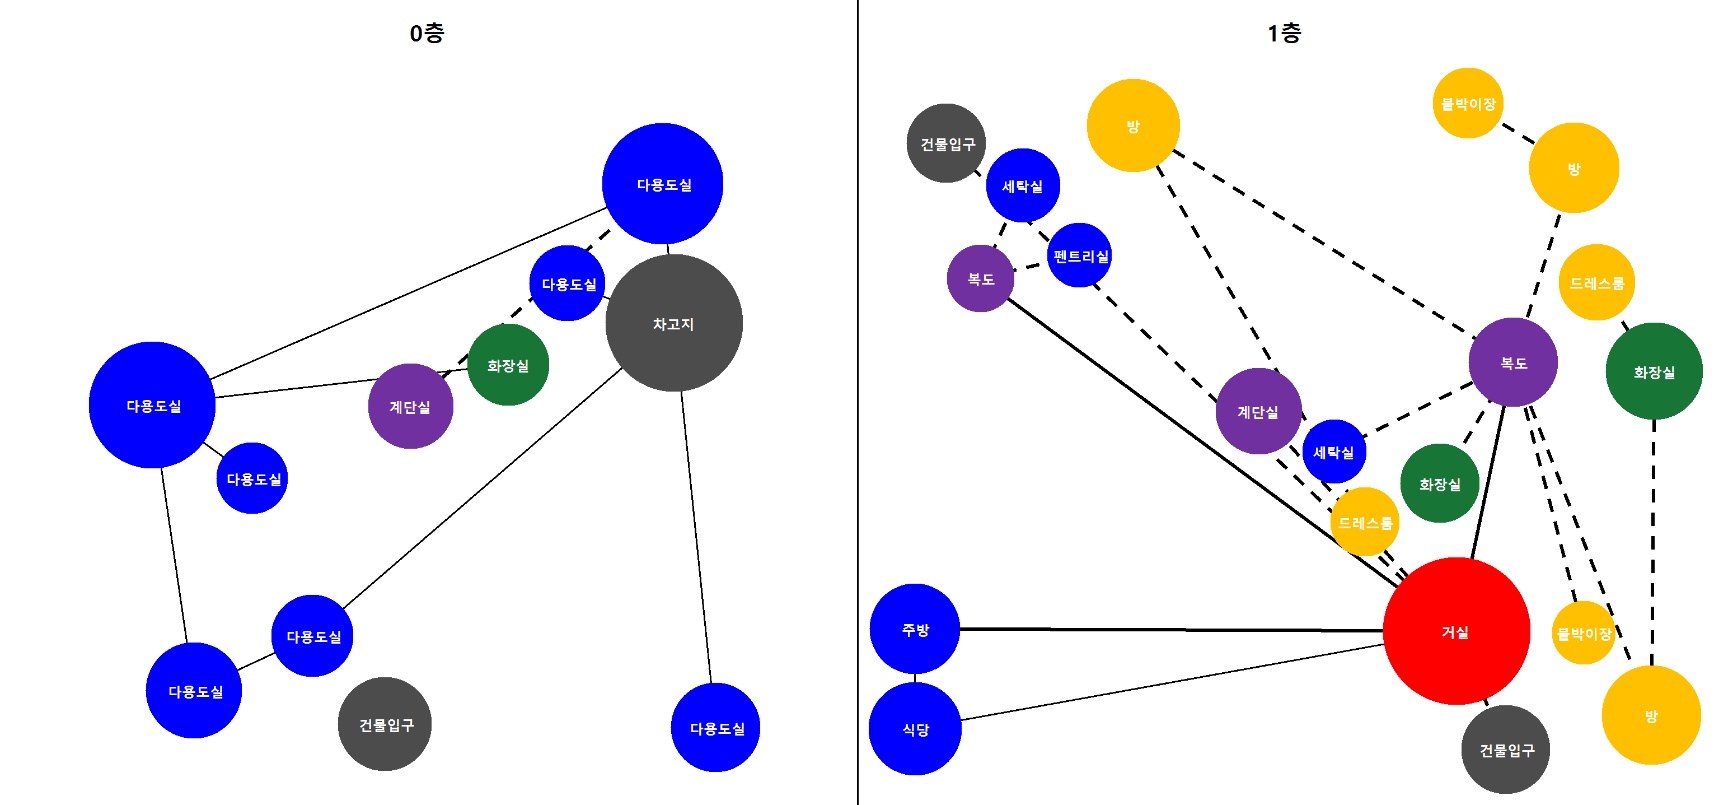 0층
다용도실
다용도실
차고지
화장실
다용도실
계단실
다용도실
다용도실
다용도실
건물입구
다용도실
1층
붙박이장
방
건물입구
방
세탁실
펜트리실
복도
드레스룸
복도
화장실
계단실
세탁실
화장실
드레스룸
주방
거실
붙박이장
방
식당
건물입구